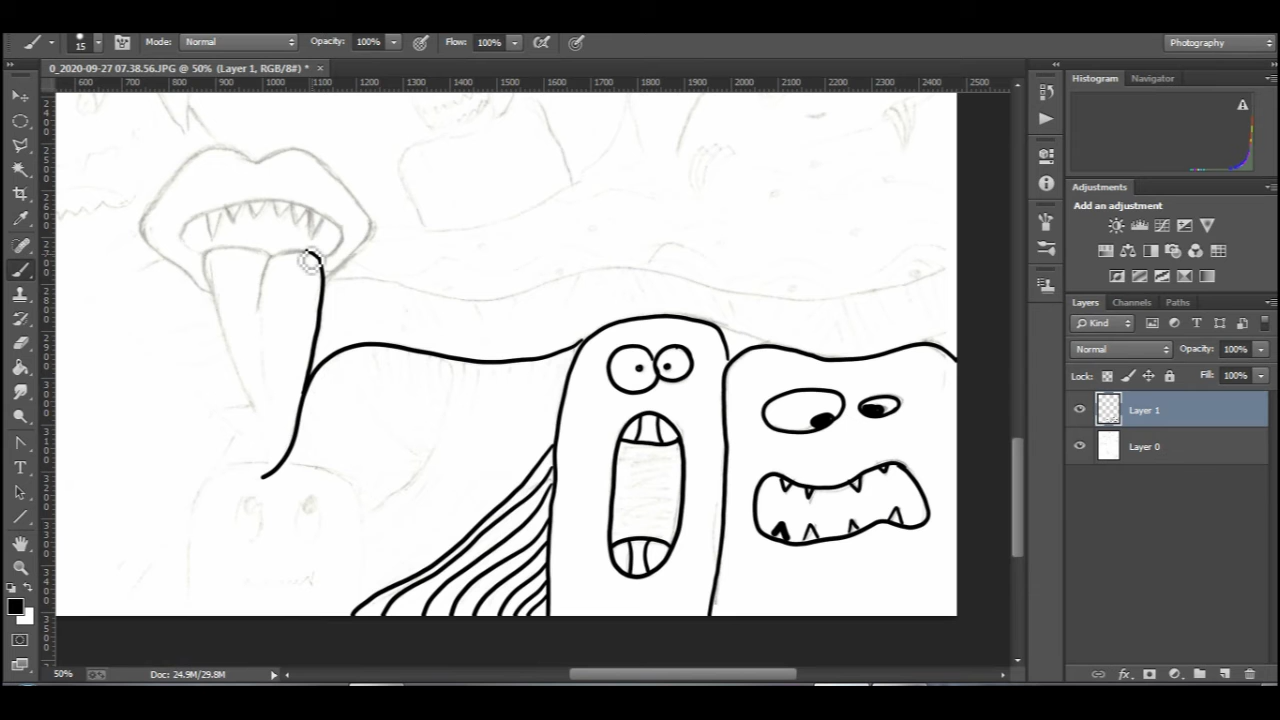 15 Mode: Normal Opacity: 100% Flow: 100% Photography
0_2020-09-27 07.38.56.JPG @ 50% (Layer 1, RGB/8#) * ×
600 700 800 900 1000 1100 1200 1300 1400 1500 1600 1700 1800 1900 2000 2100 2200 2300 2400 2500
Histogram Navigator
Adjustments
Add an adjustment
Layers Channels Paths
Kind
Normal Opacity: 100%
Lock: Fill: 100%
Layer 1
Layer 0
50% Doc: 24.9M/29.8M